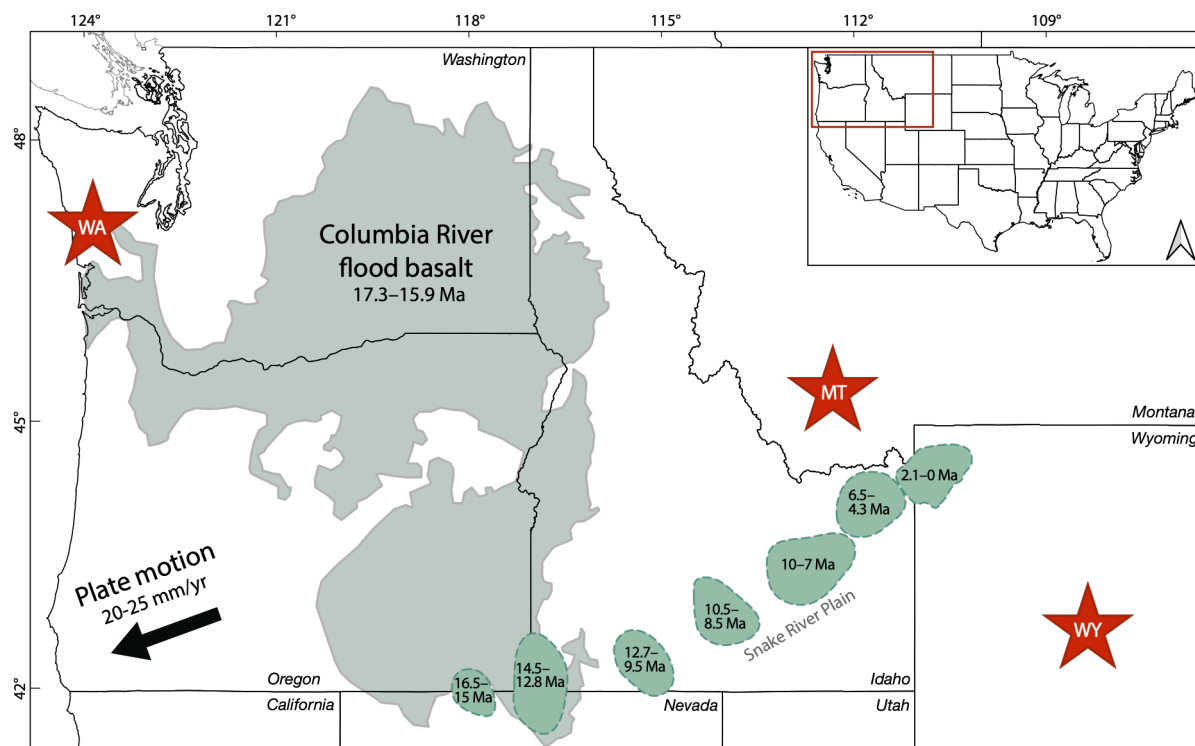 124°
121°
118°
115°
112°
109°
48°
45°
42°
Washington
WA
Columbia River
flood basalt
17.3–15.9 Ma
MT
Montana
Wyoming
2.1–0 Ma
6.5–
4.3 Ma
10–7 Ma
10.5–
8.5 Ma
Snake River Plain
12.7–
9.5 Ma
14.5–
12.8 Ma
16.5–
15 Ma
WY
Plate motion
20-25 mm/yr
Oregon
California
Nevada
Idaho
Utah